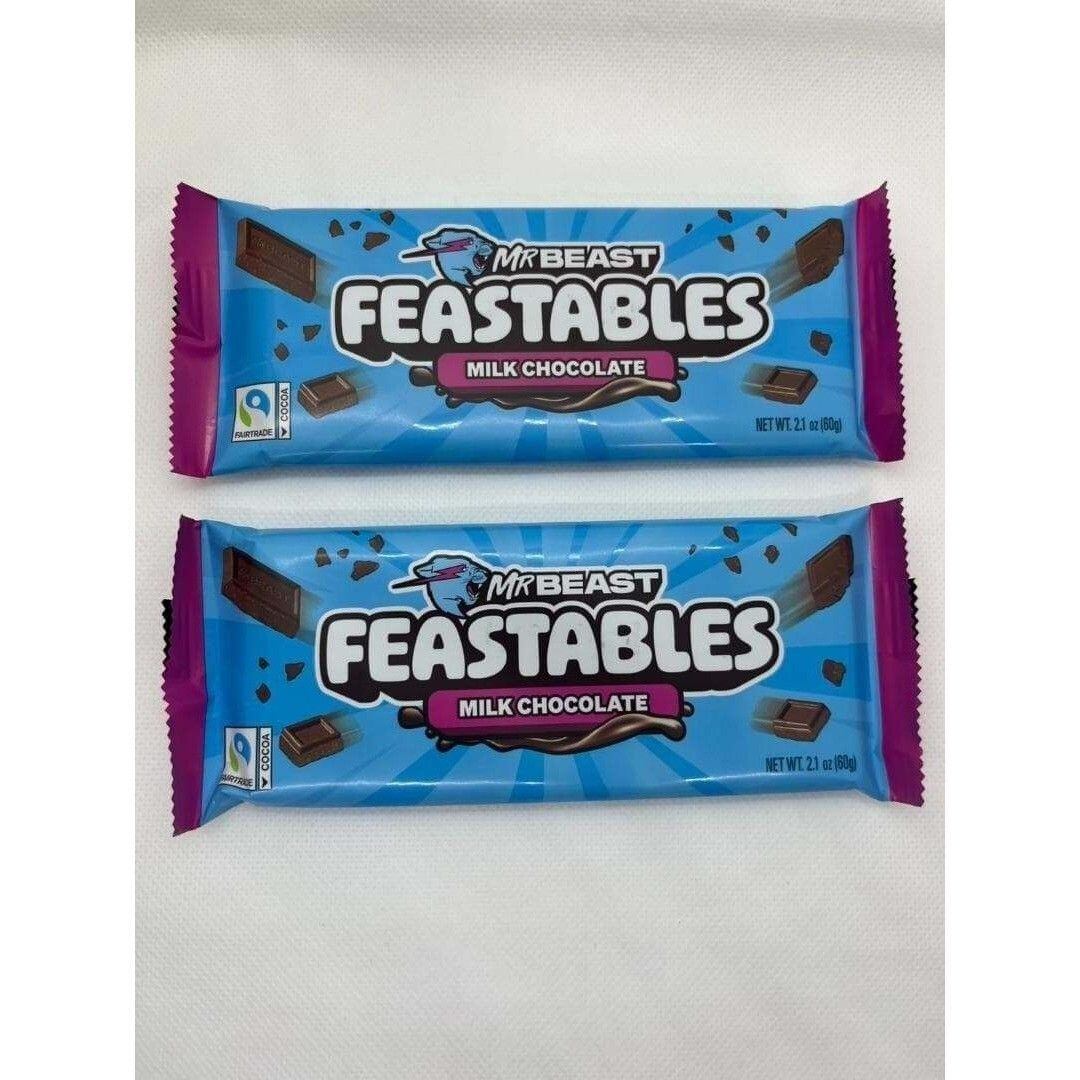 MR BEAST
FEASTABLES
MILK CHOCOLATE
FAIRTRADE
COCOA
NET WT. 2.1 oz (60g)
MR BEAST
FEASTABLES
MILK CHOCOLATE
FAIRTRADE
COCOA
NET WT. 2.1 oz (60g)